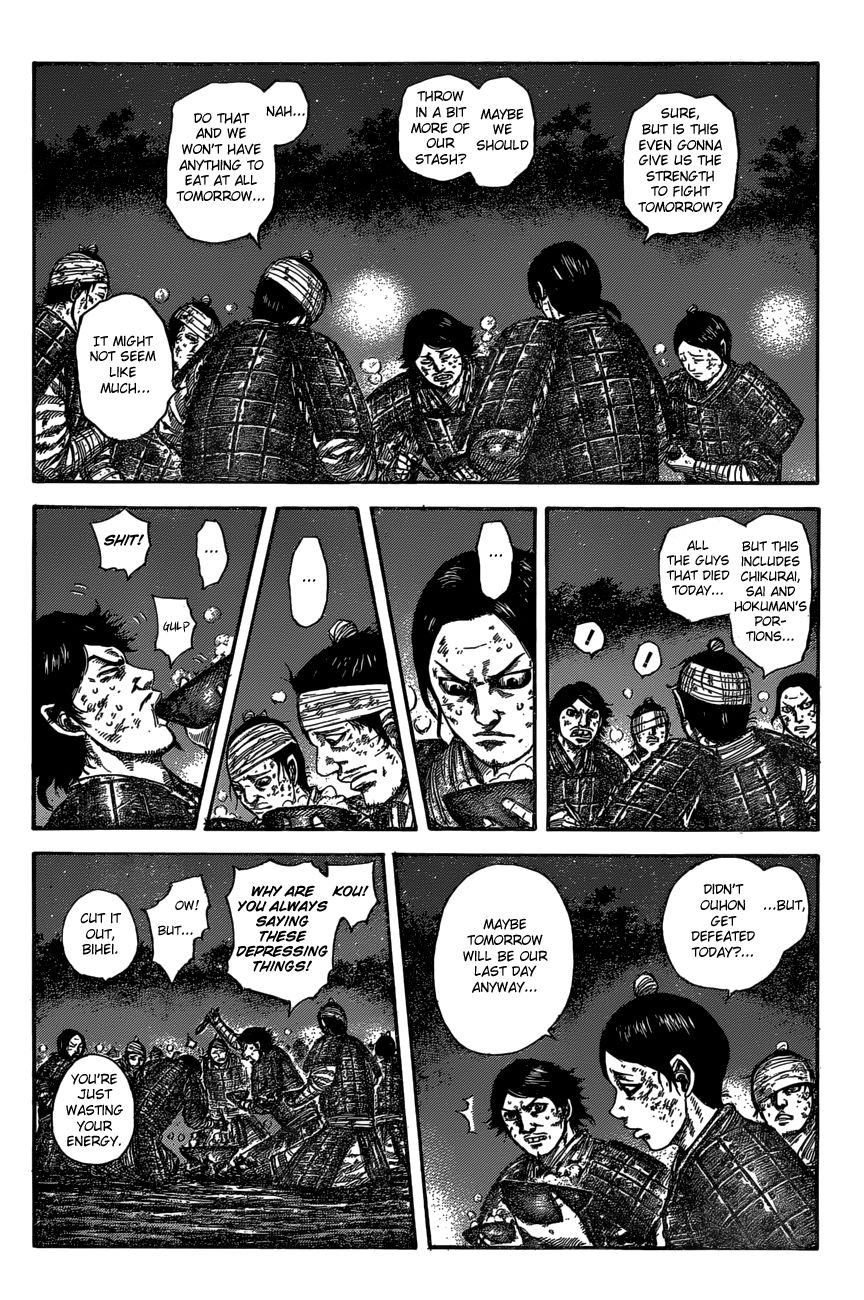 SURE,
BUT IS THIS
EVEN GONNA
GIVE US THE
STRENGTH
TO FIGHT
TOMORROW?
MAYBE
WE
SHOULD
THROW
IN A BIT
MORE OF
OUR
STASH?
NAH...
DO THAT
AND WE
WON'T HAVE
ANYTHING TO
EAT AT ALL
TOMORROW...
IT MIGHT
NOT SEEM
LIKE
MUCH...
BUT THIS
INCLUDES
CHIKURAI,
SAI AND
HOKUMAN'S
POR-
TIONS...
ALL
THE GUYS
THAT DIED
TODAY...
!
!
...
...
...
GULP
SHIT!
...BUT,
DIDN'T
OUHON
GET
DEFEATED
TODAY?...
MAYBE
TOMORROW
WILL BE OUR
LAST DAY
ANYWAY...
KOU!
WHY ARE
YOU ALWAYS
SAYING
THESE
DEPRESSING
THINGS!
OW!
BUT...
CUT IT
OUT,
BIHEI.
YOU'RE
JUST
WASTING
YOUR
ENERGY.